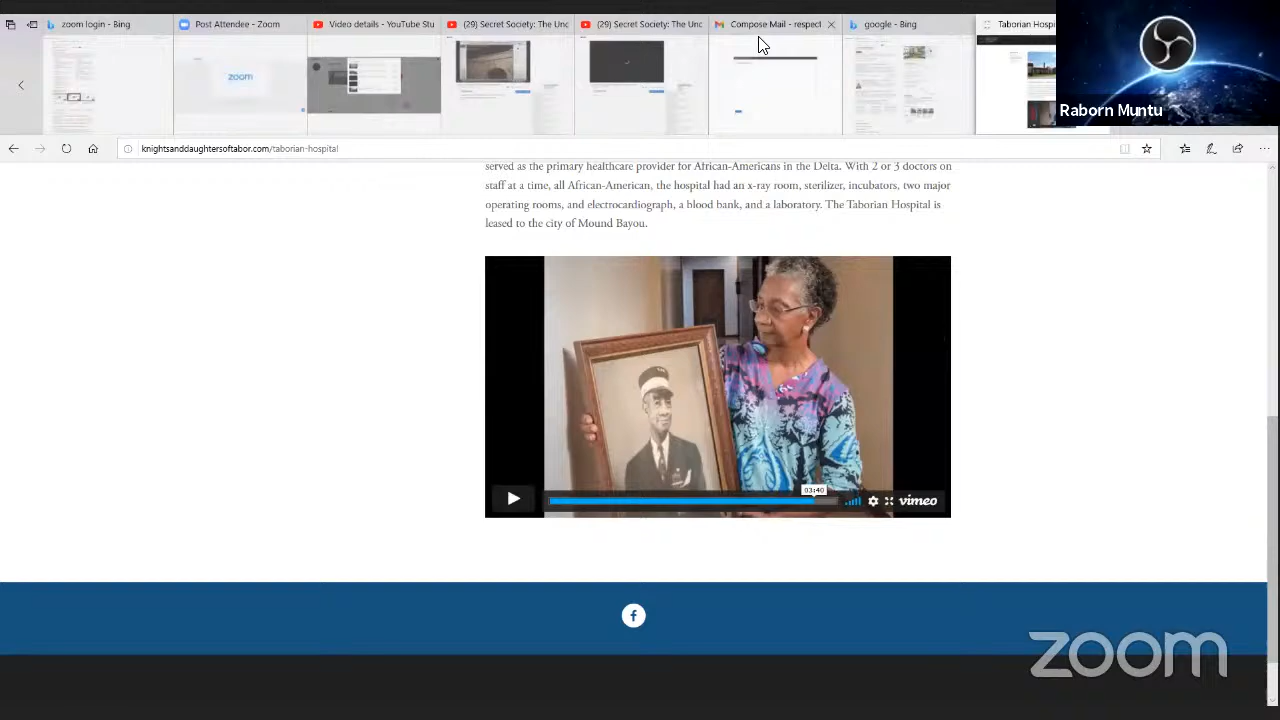 zoom login - Bing
Post Attendee - Zoom
Video details - YouTube Stu
(29) Secret Society: The Unc
(29) Secret Society: The Unc
Compose Mail - respect
google - Bing
Taborian Hospi
zoom
Raborn Muntu
knightsanddaughtersoftabor.com/taborian-hospital
served as the primary healthcare provider for African-Americans in the Delta. With 2 or 3 doctors on
staff at a time, all African-American, the hospital had an x-ray room, sterilizer, incubators, two major
operating rooms, and electrocardiograph, a blood bank, and a laboratory. The Taborian Hospital is
leased to the city of Mound Bayou.
03:40
vimeo
zoom